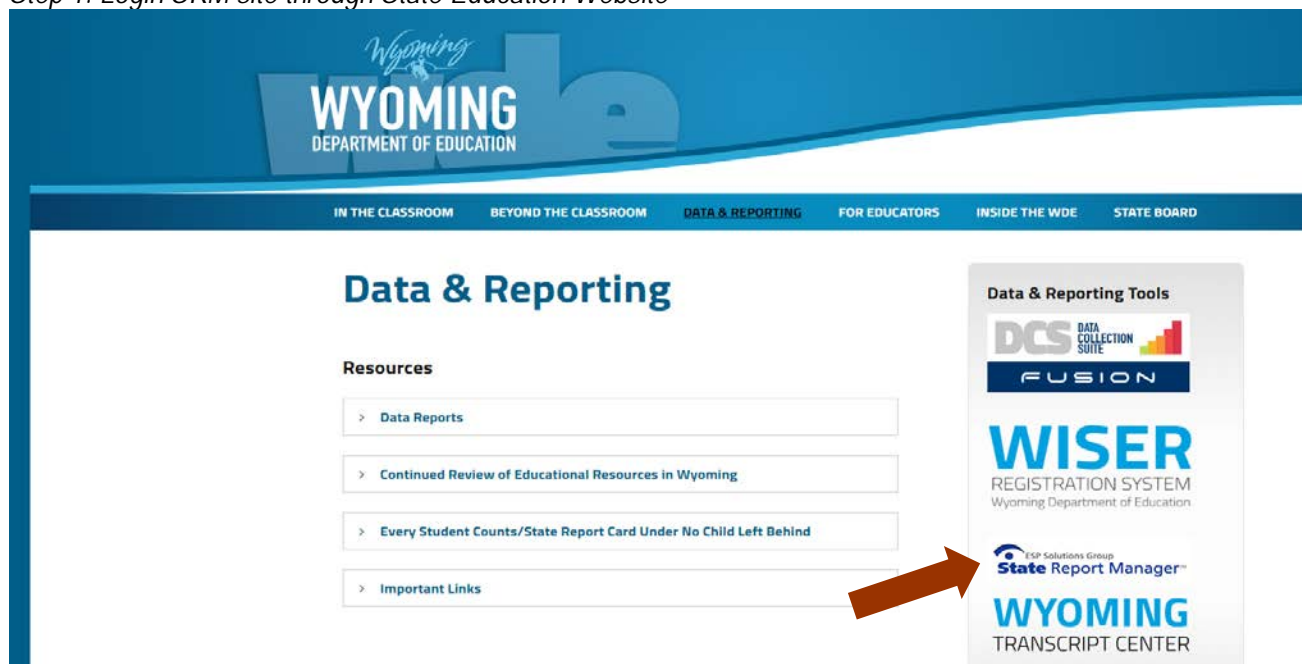 Wyoming
wde
WYOMING
DEPARTMENT OF EDUCATION
IN THE CLASSROOM BEYOND THE CLASSROOM DATA & REPORTING FOR EDUCATORS INSIDE THE WDE STATE BOARD
Data & Reporting
Resources
> Data Reports
> Continued Review of Educational Resources in Wyoming
> Every Student Counts/State Report Card Under No Child Left Behind
> Important Links
Data & Reporting Tools
DCS DATA
COLLECTION
SUITE
FUSION
WISER
REGISTRATION SYSTEM
Wyoming Department of Education
ESP Solutions Group
State Report Manager™
WYOMING
TRANSCRIPT CENTER